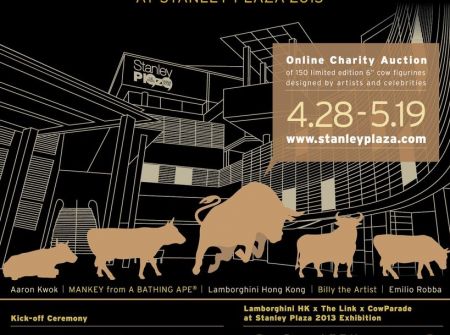 AT STANLEY PLAZA 2013
Stanley
Plaza
Online Charity Auction
of 150 limited edition 6" cow figurines
designed by artists and celebrities
4.28-5.19
www.stanleyplaza.com
Aaron Kwok | MANKEY from A BATHING APE® | Lamborghini Hong Kong | Billy the Artist | Emilio Robba
Kick-off Ceremony
Lamborghini HK x The Link x CowParade
at Stanley Plaza 2013 Exhibition